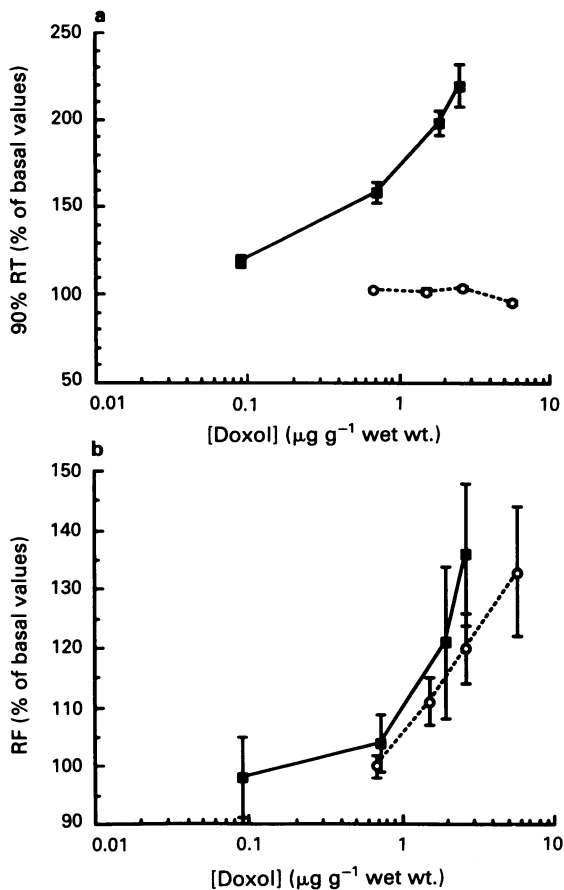 a
250
200
150
100
50
90% RT (% of basal values)
0.01 0.1 1 10
[Doxol] (μg g⁻¹ wet wt.)
b
150
140
130
120
110
100
90
RF (% of basal values)
0.01 0.1 1 10
[Doxol] (μg g⁻¹ wet wt.)